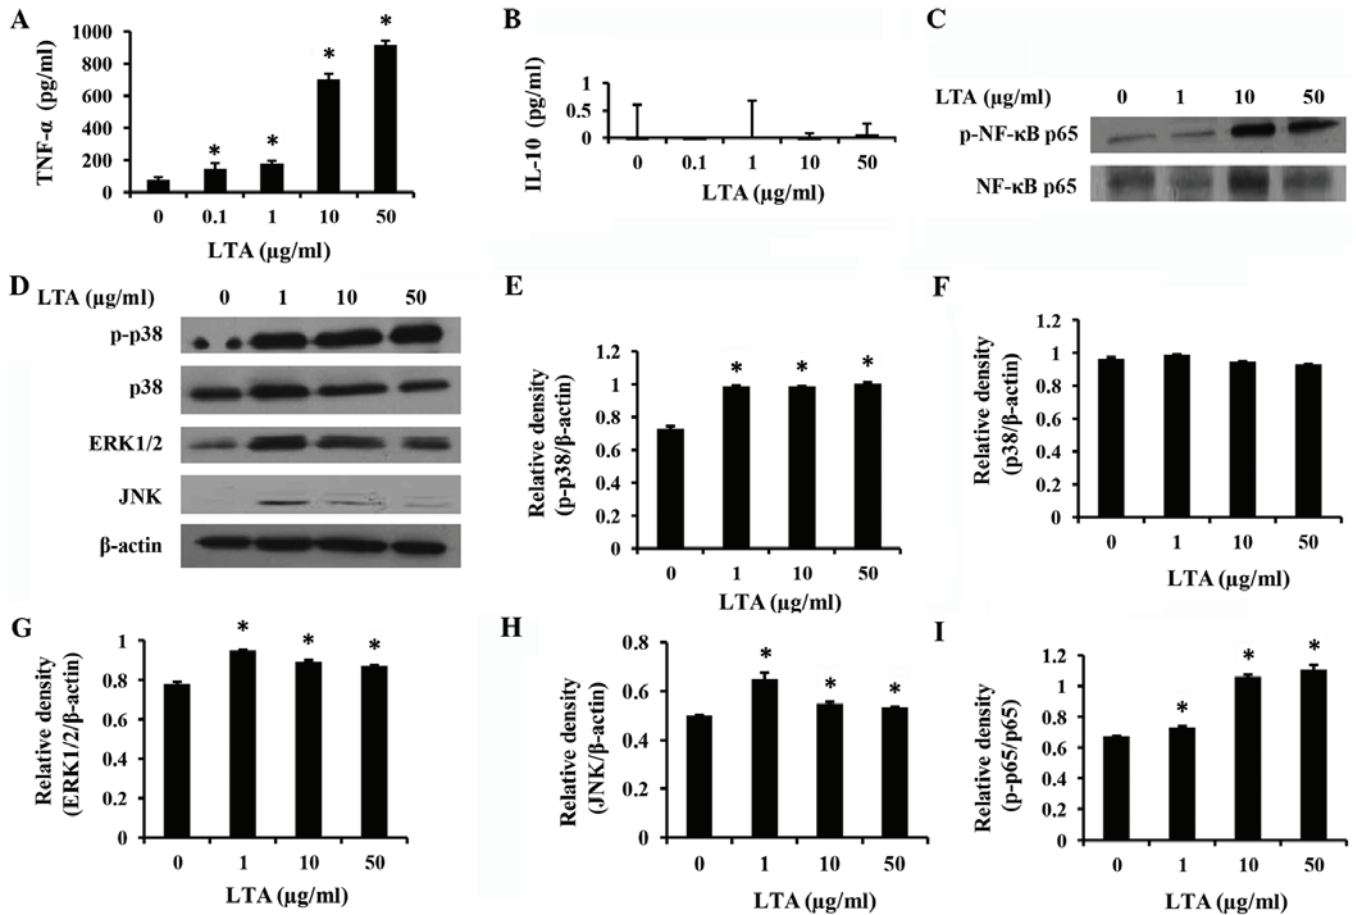 A
TNF-α (pg/ml)
1000
800
600
400
200
0
*
*
*
*
0 0.1 1 10 50
LTA (μg/ml)
B
IL-10 (pg/ml)
1
0.5
0
0 0.1 1 10 50
LTA (μg/ml)
C
LTA (μg/ml) 0 1 10 50
p-NF-κB p65
NF-κB p65
D
LTA (μg/ml) 0 1 10 50
p-p38
p38
ERK1/2
JNK
β-actin
E
Relative density
(p-p38/β-actin)
1.2
1
0.8
0.6
0.4
0.2
0
* * *
0 1 10 50
LTA (μg/ml)
F
Relative density
(p38/β-actin)
1.2
1
0.8
0.6
0.4
0.2
0
0 1 10 50
LTA (μg/ml)
G
Relative density
(ERK1/2/β-actin)
1
0.8
0.6
0.4
0.2
0
* * *
0 1 10 50
LTA (μg/ml)
H
Relative density
(JNK/β-actin)
0.8
0.6
0.4
0.2
0
* * *
0 1 10 50
LTA (μg/ml)
I
Relative density
(p-p65/p65)
1.2
1
0.8
0.6
0.4
0.2
0
* * *
0 1 10 50
LTA (μg/ml)